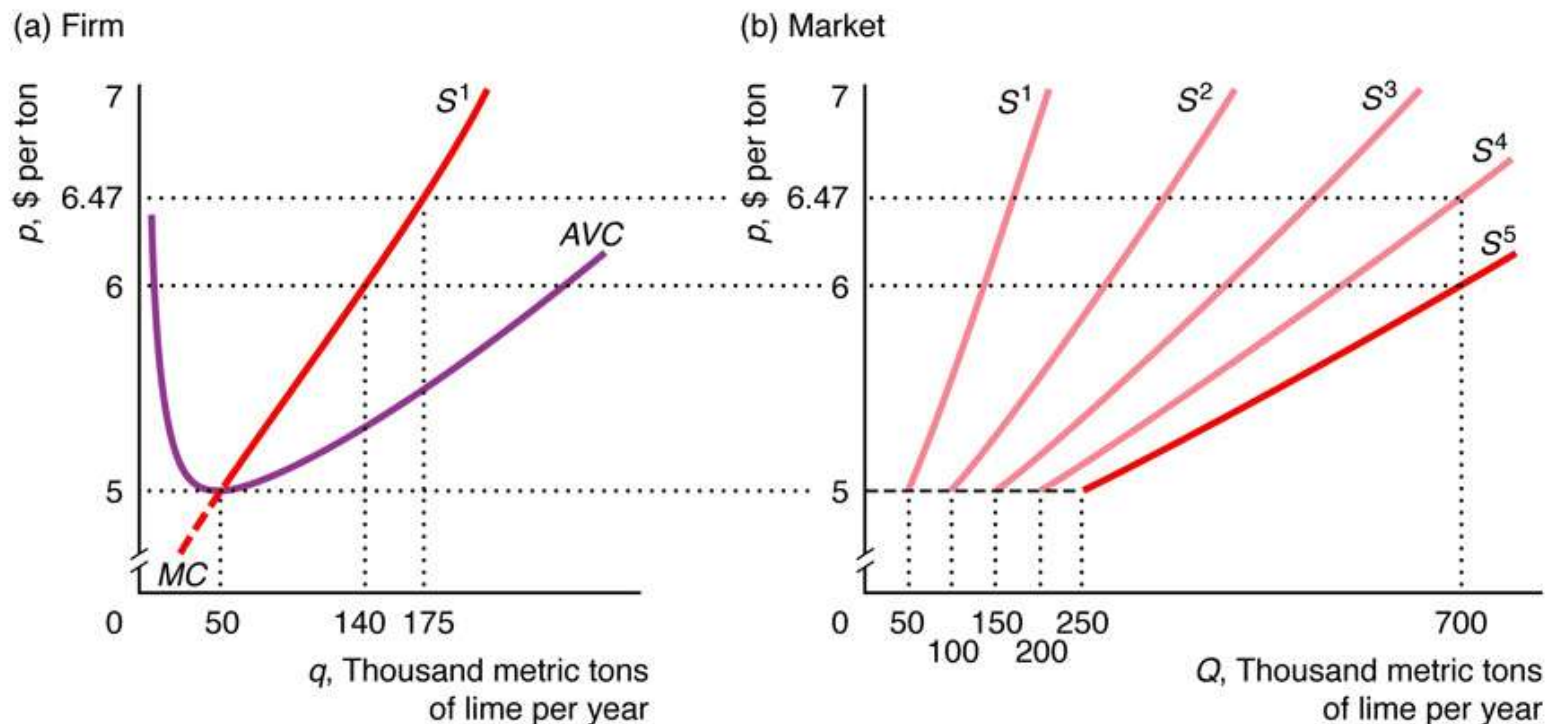 (a) Firm
p, $ per ton
7
6.47
6
5
0
S¹
AVC
MC
50
140
175
q, Thousand metric tons
of lime per year
(b) Market
p, $ per ton
7
6.47
6
5
0
S¹
S²
S³
S⁴
S⁵
50
100
150
200
250
700
Q, Thousand metric tons
of lime per year